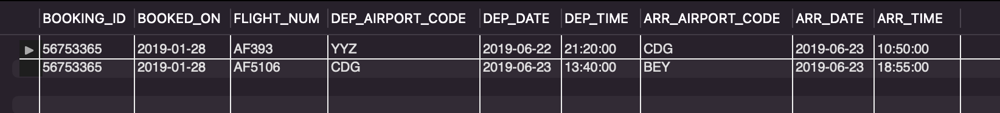 BOOKING_ID BOOKED_ON FLIGHT_NUM DEP_AIRPORT_CODE DEP_DATE DEP_TIME ARR_AIRPORT_CODE ARR_DATE ARR_TIME
56753365 2019-01-28 AF393 YYZ 2019-06-22 21:20:00 CDG 2019-06-23 10:50:00
56753365 2019-01-28 AF5106 CDG 2019-06-23 13:40:00 BEY 2019-06-23 18:55:00